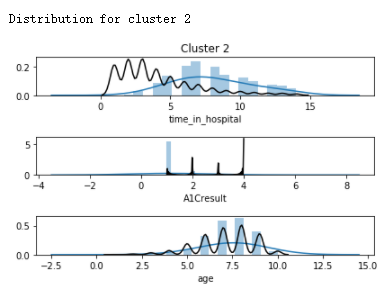 Distribution for cluster 2
Cluster 2
0.2
0.0
0 5 10 15
time_in_hospital
5
0
−4 −2 0 2 4 6 8
A1Cresult
0.5
0.0
−2.5 0.0 2.5 5.0 7.5 10.0 12.5 15.0
age